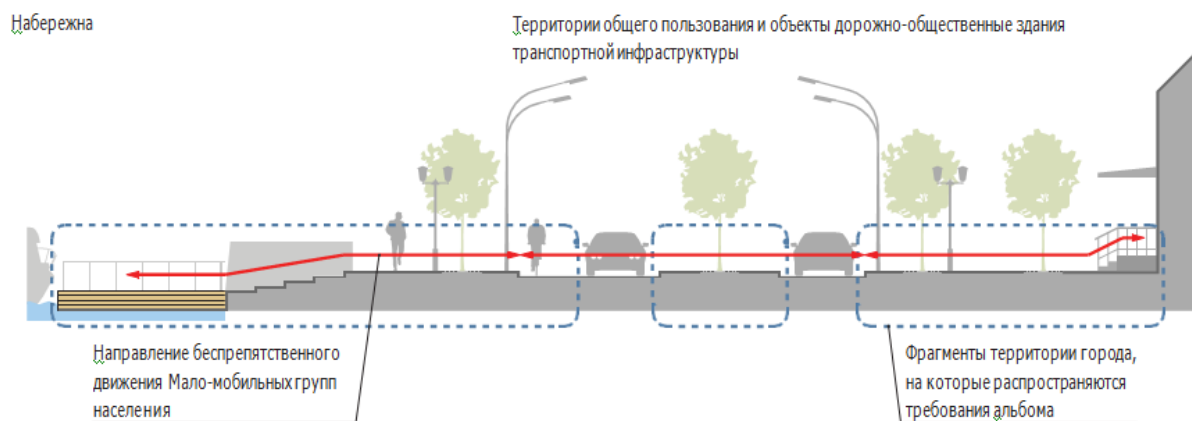 Набережна
Территории общего пользования и объекты дорожно-общественные здания
транспортной инфраструктуры
Направление беспрепятственного
движения Мало-мобильных групп
населения
Фрагменты территории города,
на которые распространяются
требования альбома